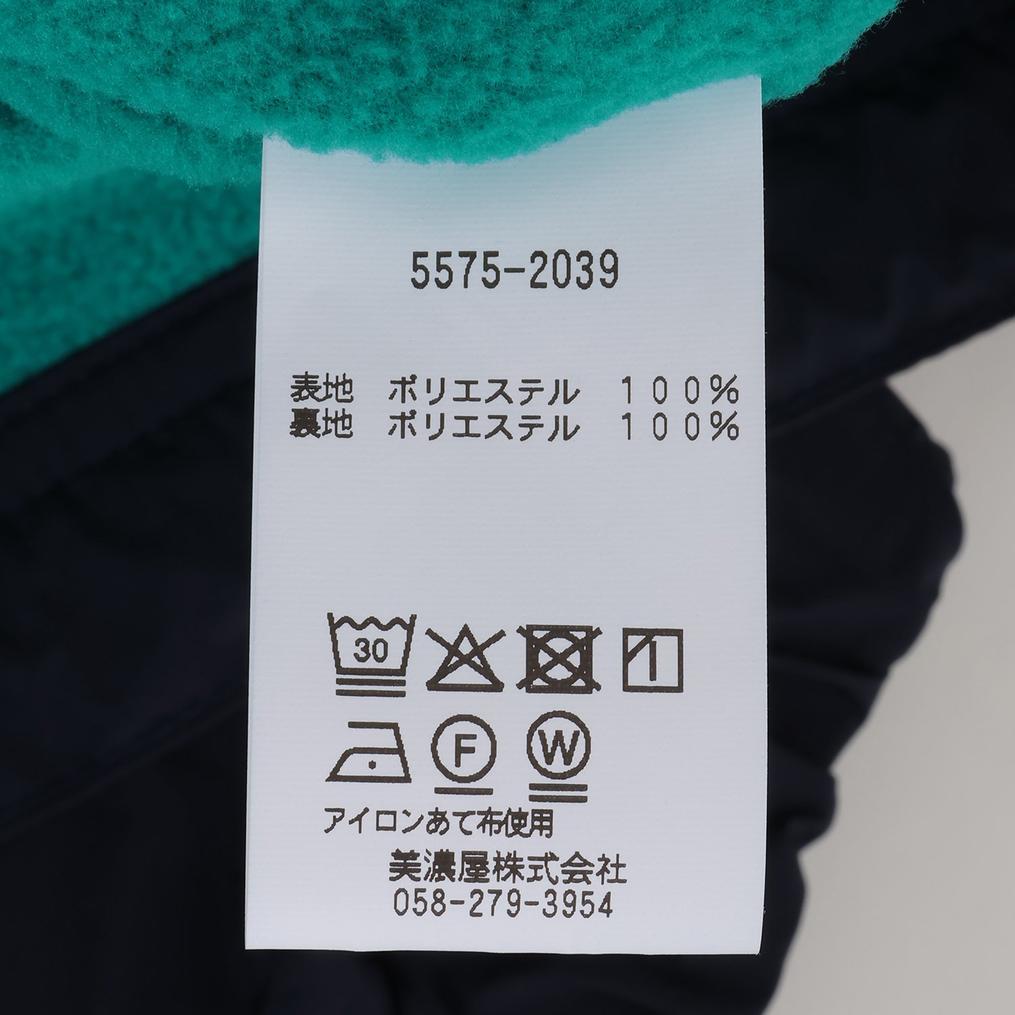 5575-2039
表地 ポリエステル 100%
裏地 ポリエステル 100%
30
F W
アイロンあて布使用
美濃屋株式会社
058-279-3954